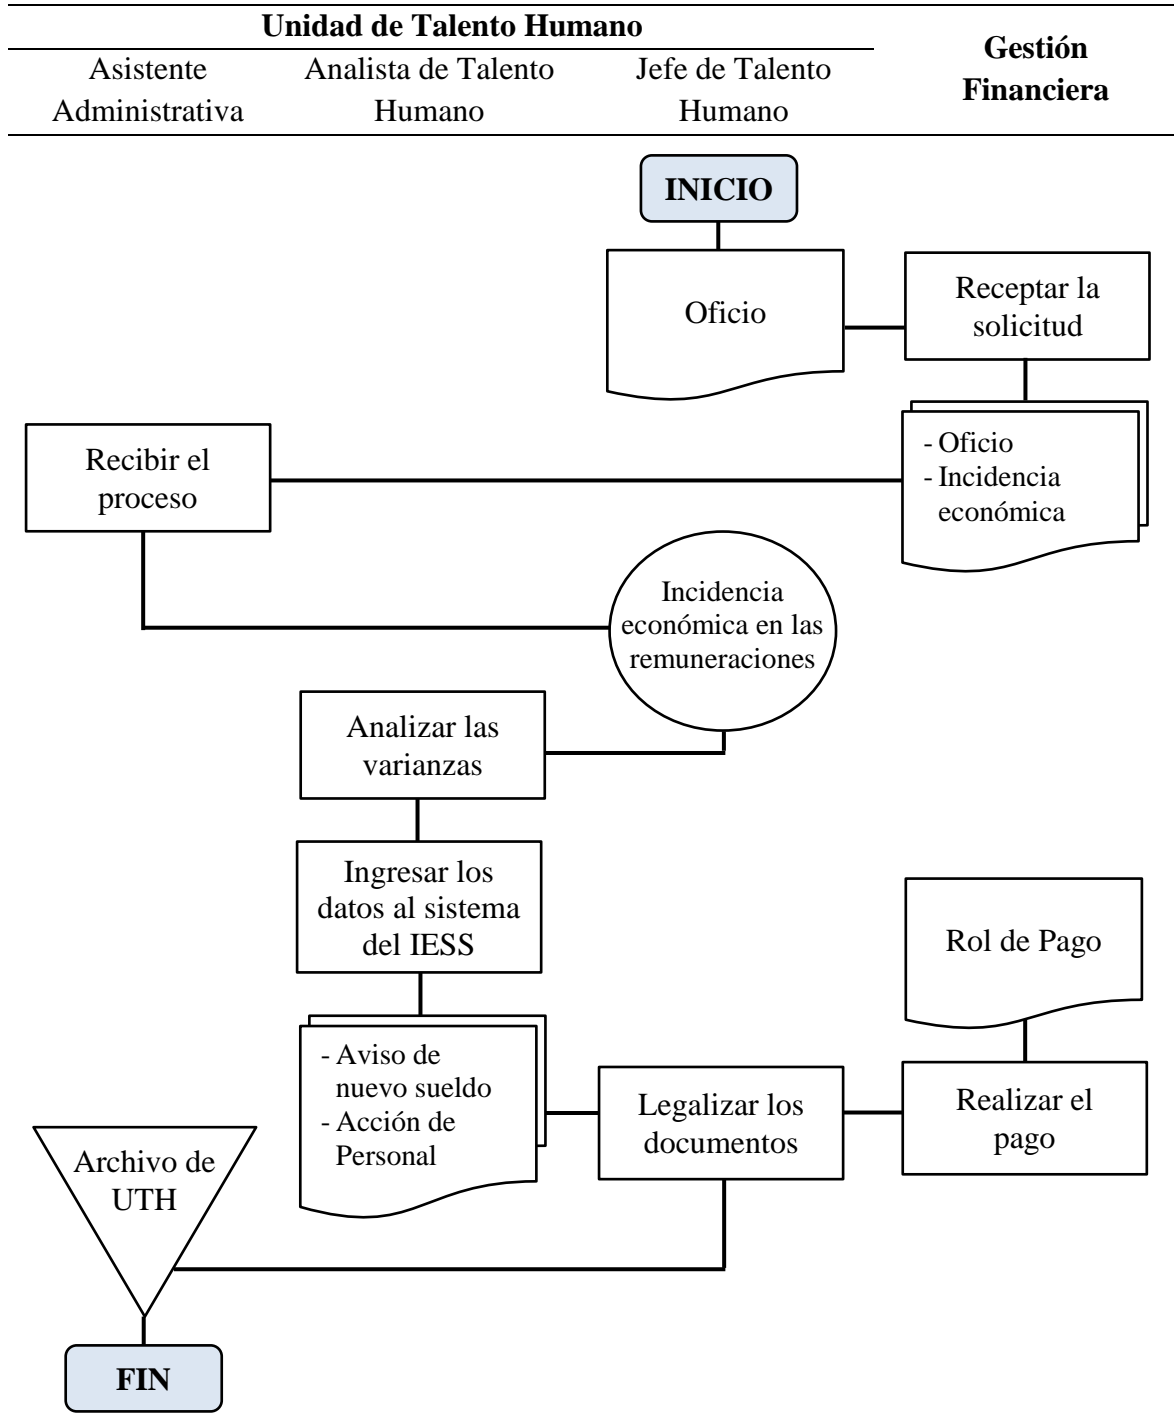 Unidad de Talento Humano
Gestión
Financiera
Asistente
Administrativa
Analista de Talento
Humano
Jefe de Talento
Humano
INICIO
Oficio
Receptar la
solicitud
- Oficio
- Incidencia
económica
Recibir el
proceso
Incidencia
económica en las
remuneraciones
Analizar las
varianzas
Ingresar los
datos al sistema
del IESS
Rol de Pago
- Aviso de
nuevo sueldo
- Acción de
Personal
Legalizar los
documentos
Realizar el
pago
Archivo de
UTH
FIN